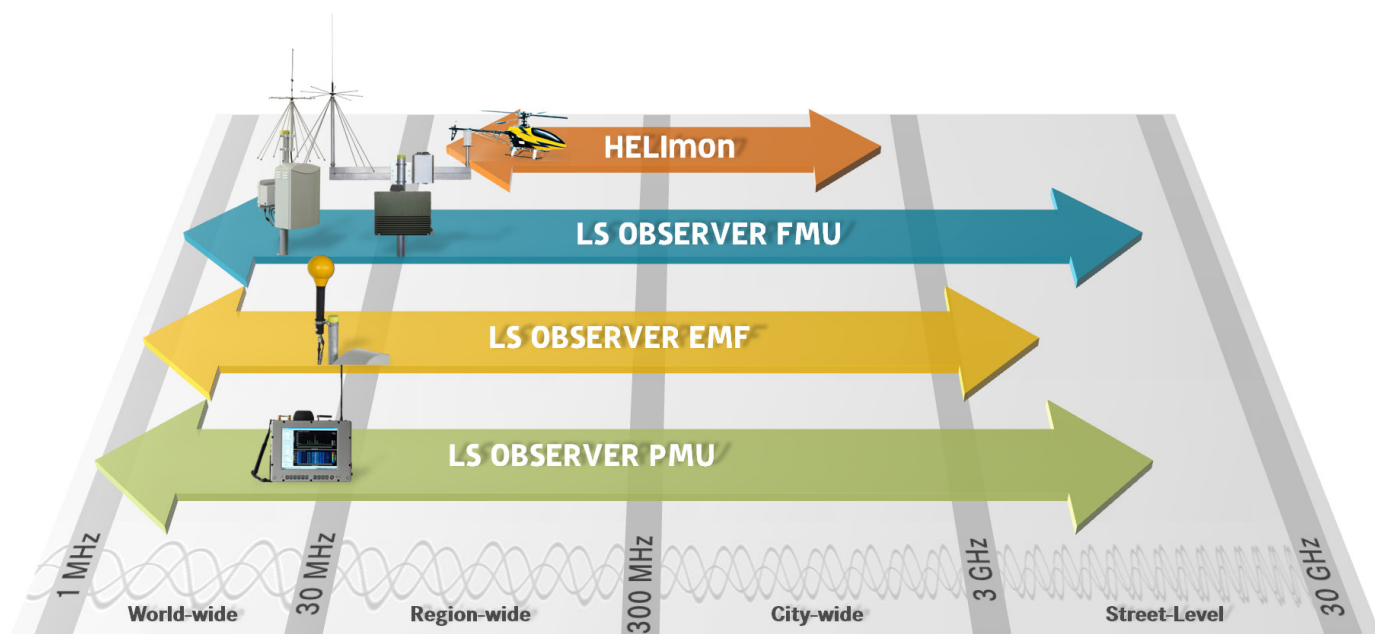 HELImon
LS OBSERVER FMU
LS OBSERVER EMF
LS OBSERVER PMU
1 MHz
30 MHz
300 MHz
3 GHz
30 GHz
World-wide
Region-wide
City-wide
Street-Level